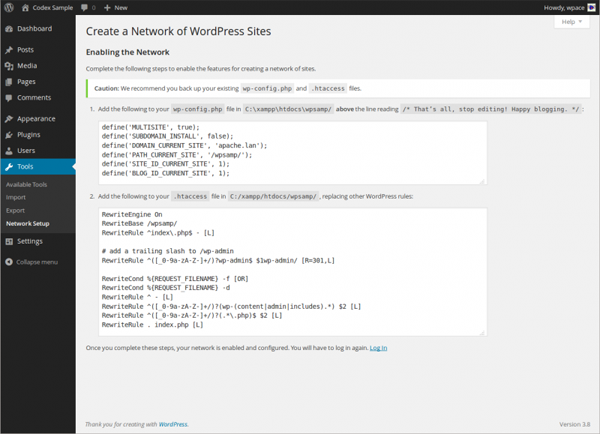 Codex Sample 0 + New Howdy, wpace
Help
Dashboard
Posts
Media
Pages
Comments
Appearance
Plugins
Users
Tools
Available Tools
Import
Export
Network Setup
Settings
Collapse menu
Create a Network of WordPress Sites
Enabling the Network
Complete the following steps to enable the features for creating a network of sites.
Caution: We recommend you back up your existing wp-config.php and .htaccess files.
1. Add the following to your wp-config.php file in C:\xampp\htdocs\wpsamp/ above the line reading /* That's all, stop editing! Happy blogging. */ :
define('MULTISITE', true);
define('SUBDOMAIN_INSTALL', false);
define('DOMAIN_CURRENT_SITE', 'apache.lan');
define('PATH_CURRENT_SITE', '/wpsamp/');
define('SITE_ID_CURRENT_SITE', 1);
define('BLOG_ID_CURRENT_SITE', 1);
2. Add the following to your .htaccess file in C:/xampp/htdocs/wpsamp/ , replacing other WordPress rules:
RewriteEngine On
RewriteBase /wpsamp/
RewriteRule ^index\.php$ - [L]
# add a trailing slash to /wp-admin
RewriteRule ^([_0-9a-zA-Z-]+/)?wp-admin$ $1wp-admin/ [R=301,L]
RewriteCond %{REQUEST_FILENAME} -f [OR]
RewriteCond %{REQUEST_FILENAME} -d
RewriteRule ^ - [L]
RewriteRule ^([_0-9a-zA-Z-]+/)?(wp-(content|admin|includes).*) $2 [L]
RewriteRule ^([_0-9a-zA-Z-]+/)?(.*\.php)$ $2 [L]
RewriteRule . index.php [L]
Once you complete these steps, your network is enabled and configured. You will have to log in again. Log In
Thank you for creating with WordPress. Version 3.8